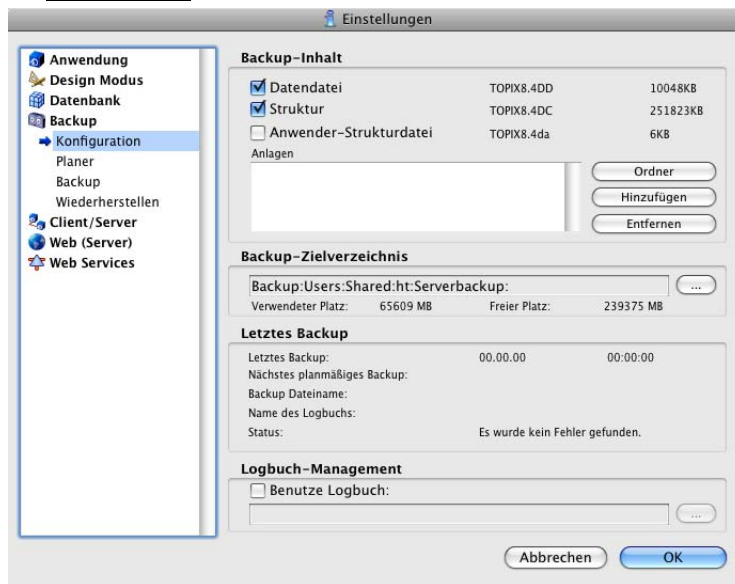 Einstellungen
Anwendung
Design Modus
Datenbank
Backup
Konfiguration
Planer
Backup
Wiederherstellen
Client/Server
Web (Server)
Web Services
Backup-Inhalt
Datendatei TOPIX8.4DD 10048KB
Struktur TOPIX8.4DC 251823KB
Anwender-Strukturdatei TOPIX8.4da 6KB
Anlagen
Ordner
Hinzufügen
Entfernen
Backup-Zielverzeichnis
Backup:Users:Shared:ht:Serverbackup:
...
Verwendeter Platz: 65609 MB Freier Platz: 239375 MB
Letztes Backup
Letztes Backup: 00.00.00 00:00:00
Nächstes planmäßiges Backup:
Backup Dateiname:
Name des Logbuchs:
Status: Es wurde kein Fehler gefunden.
Logbuch-Management
Benutze Logbuch:
...
Abbrechen OK